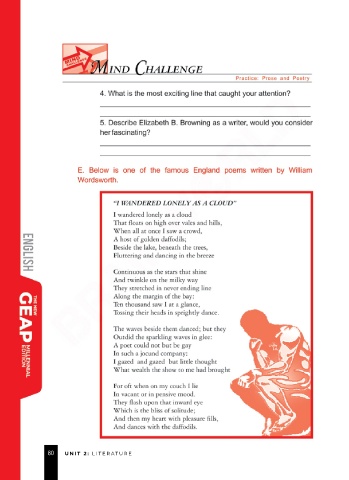 MIND CHALLENGE
Practice: Prose and Poetry
4. What is the most exciting line that caught your attention?
5. Describe Elizabeth B. Browning as a writer, would you consider
her fascinating?
E. Below is one of the famous England poems written by William
Wordsworth.
"I WANDERED LONELY AS A CLOUD"
I wandered lonely as a cloud
That floats on high over vales and hills,
When all at once I saw a crowd,
A host of golden daffodils;
Beside the lake, beneath the trees,
Fluttering and dancing in the breeze
Continuous as the stars that shine
And twinkle on the milky way
They stretched in never ending line
Along the margin of the bay:
Ten thousand saw I at a glance,
Tossing their heads in sprightly dance.
The waves beside them danced; but they
Outdid the sparkling waves in glee:
A poet could not but be gay
In such a jocund company:
I gazed and gazed but little thought
What wealth the show to me had brought
For oft when on my couch I lie
In vacant or in pensive mood.
They flash upon that inward eye
Which is the bliss of solitude;
And then my heart with pleasure fills,
And dances with the daffodils.
ENGLISH
THE NEW
GEAP
MILLENNIAL
EDITION
80 UNIT 2: LITERATURE